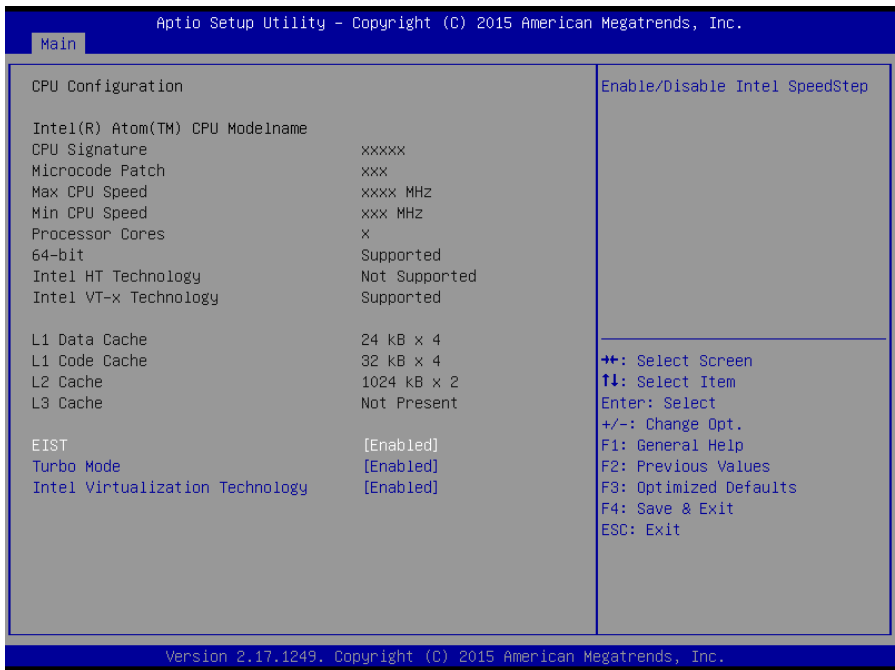 Aptio Setup Utility – Copyright (C) 2015 American Megatrends, Inc.
Main
CPU Configuration
Intel(R) Atom(TM) CPU Modelname
CPU Signature xxxxx
Microcode Patch xxx
Max CPU Speed xxxx MHz
Min CPU Speed xxx MHz
Processor Cores x
64-bit Supported
Intel HT Technology Not Supported
Intel VT-x Technology Supported
L1 Data Cache 24 kB x 4
L1 Code Cache 32 kB x 4
L2 Cache 1024 kB x 2
L3 Cache Not Present
EIST [Enabled]
Turbo Mode [Enabled]
Intel Virtualization Technology [Enabled]
Enable/Disable Intel SpeedStep
→←: Select Screen
↑↓: Select Item
Enter: Select
+/-: Change Opt.
F1: General Help
F2: Previous Values
F3: Optimized Defaults
F4: Save & Exit
ESC: Exit
Version 2.17.1249. Copyright (C) 2015 American Megatrends, Inc.